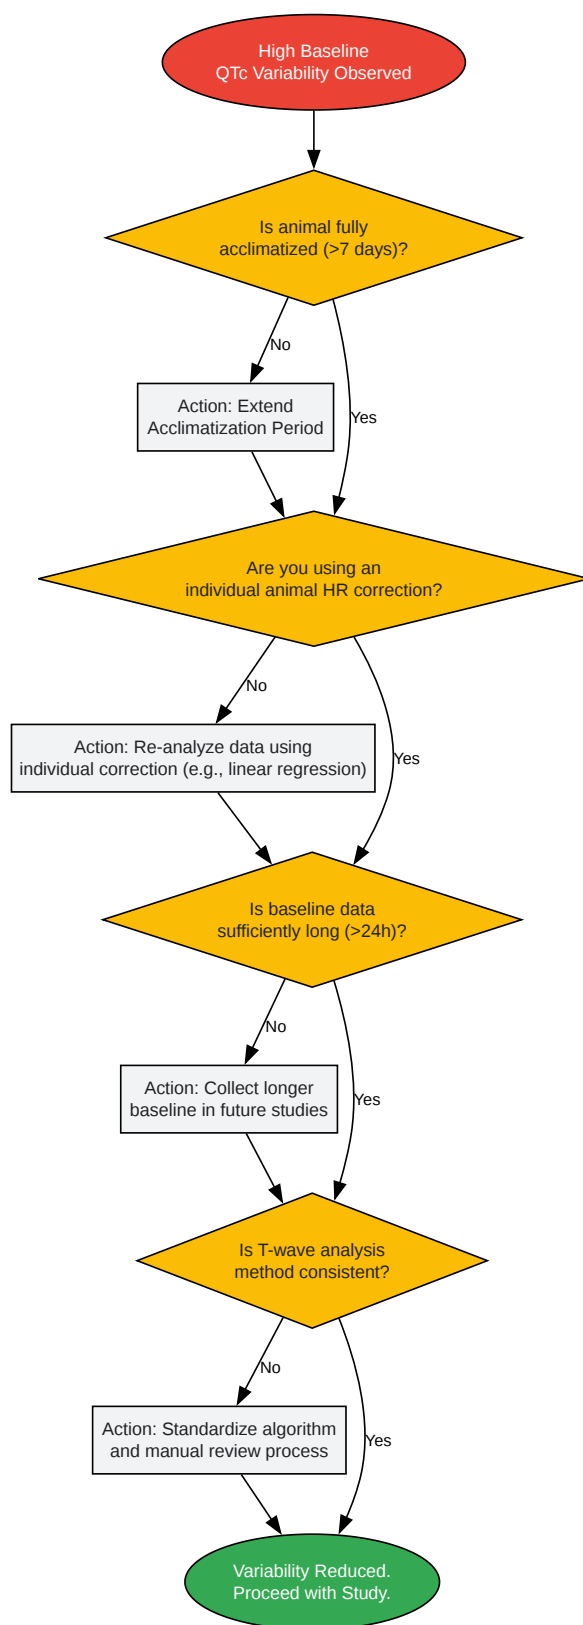 High Baseline
QTc Variability Observed
Is animal fully
acclimatized (>7 days)?
No
Action: Extend
Acclimatization Period
Yes
Are you using an
individual animal HR correction?
No
Action: Re-analyze data using
individual correction (e.g., linear regression)
Yes
Is baseline data
sufficiently long (>24h)?
No
Action: Collect longer
baseline in future studies
Yes
Is T-wave analysis
method consistent?
No
Action: Standardize algorithm
and manual review process
Yes
Variability Reduced.
Proceed with Study.